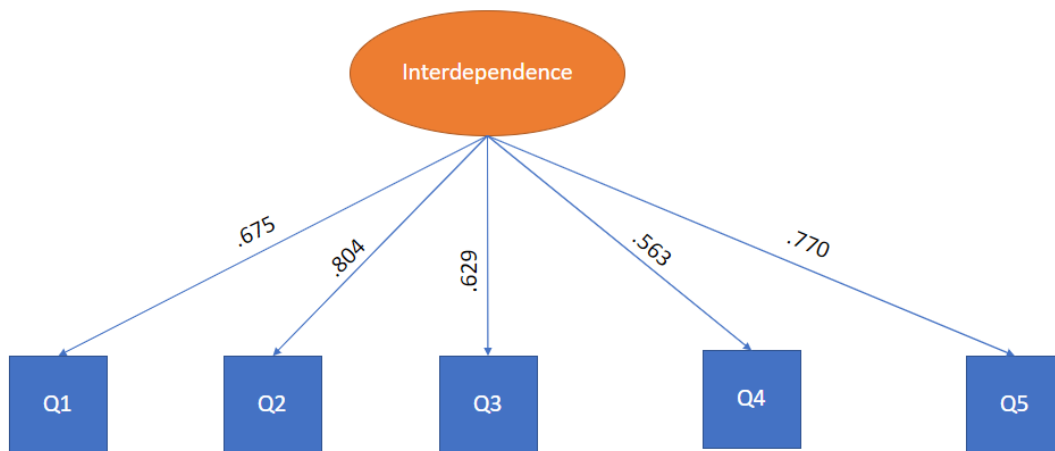 Interdependence
.675
.804
.629
.563
.770
Q1
Q2
Q3
Q4
Q5